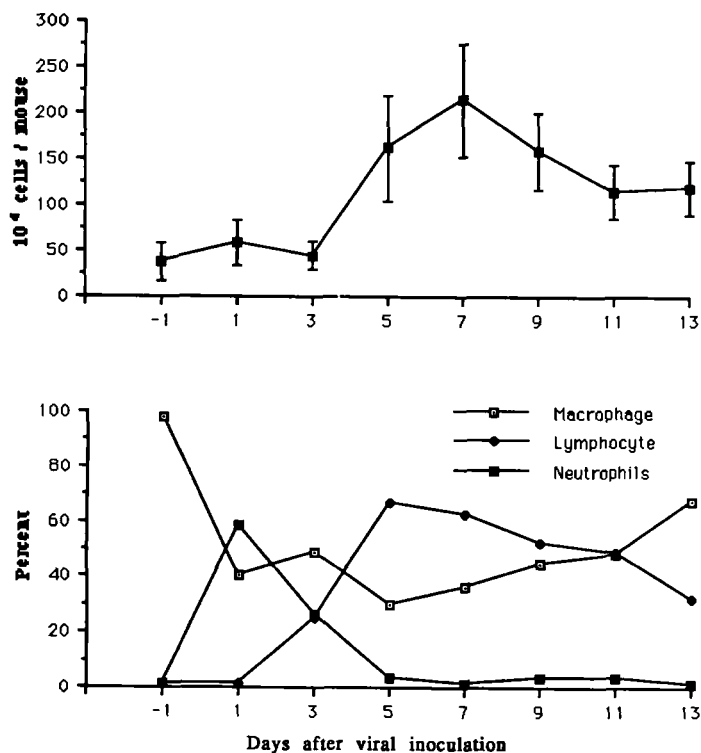 300
250
200
150
100
50
0
10⁴ cells / mouse
-1 1 3 5 7 9 11 13
100
80
60
40
20
0
Percent
Macrophage
Lymphocyte
Neutrophils
-1 1 3 5 7 9 11 13
Days after viral inoculation